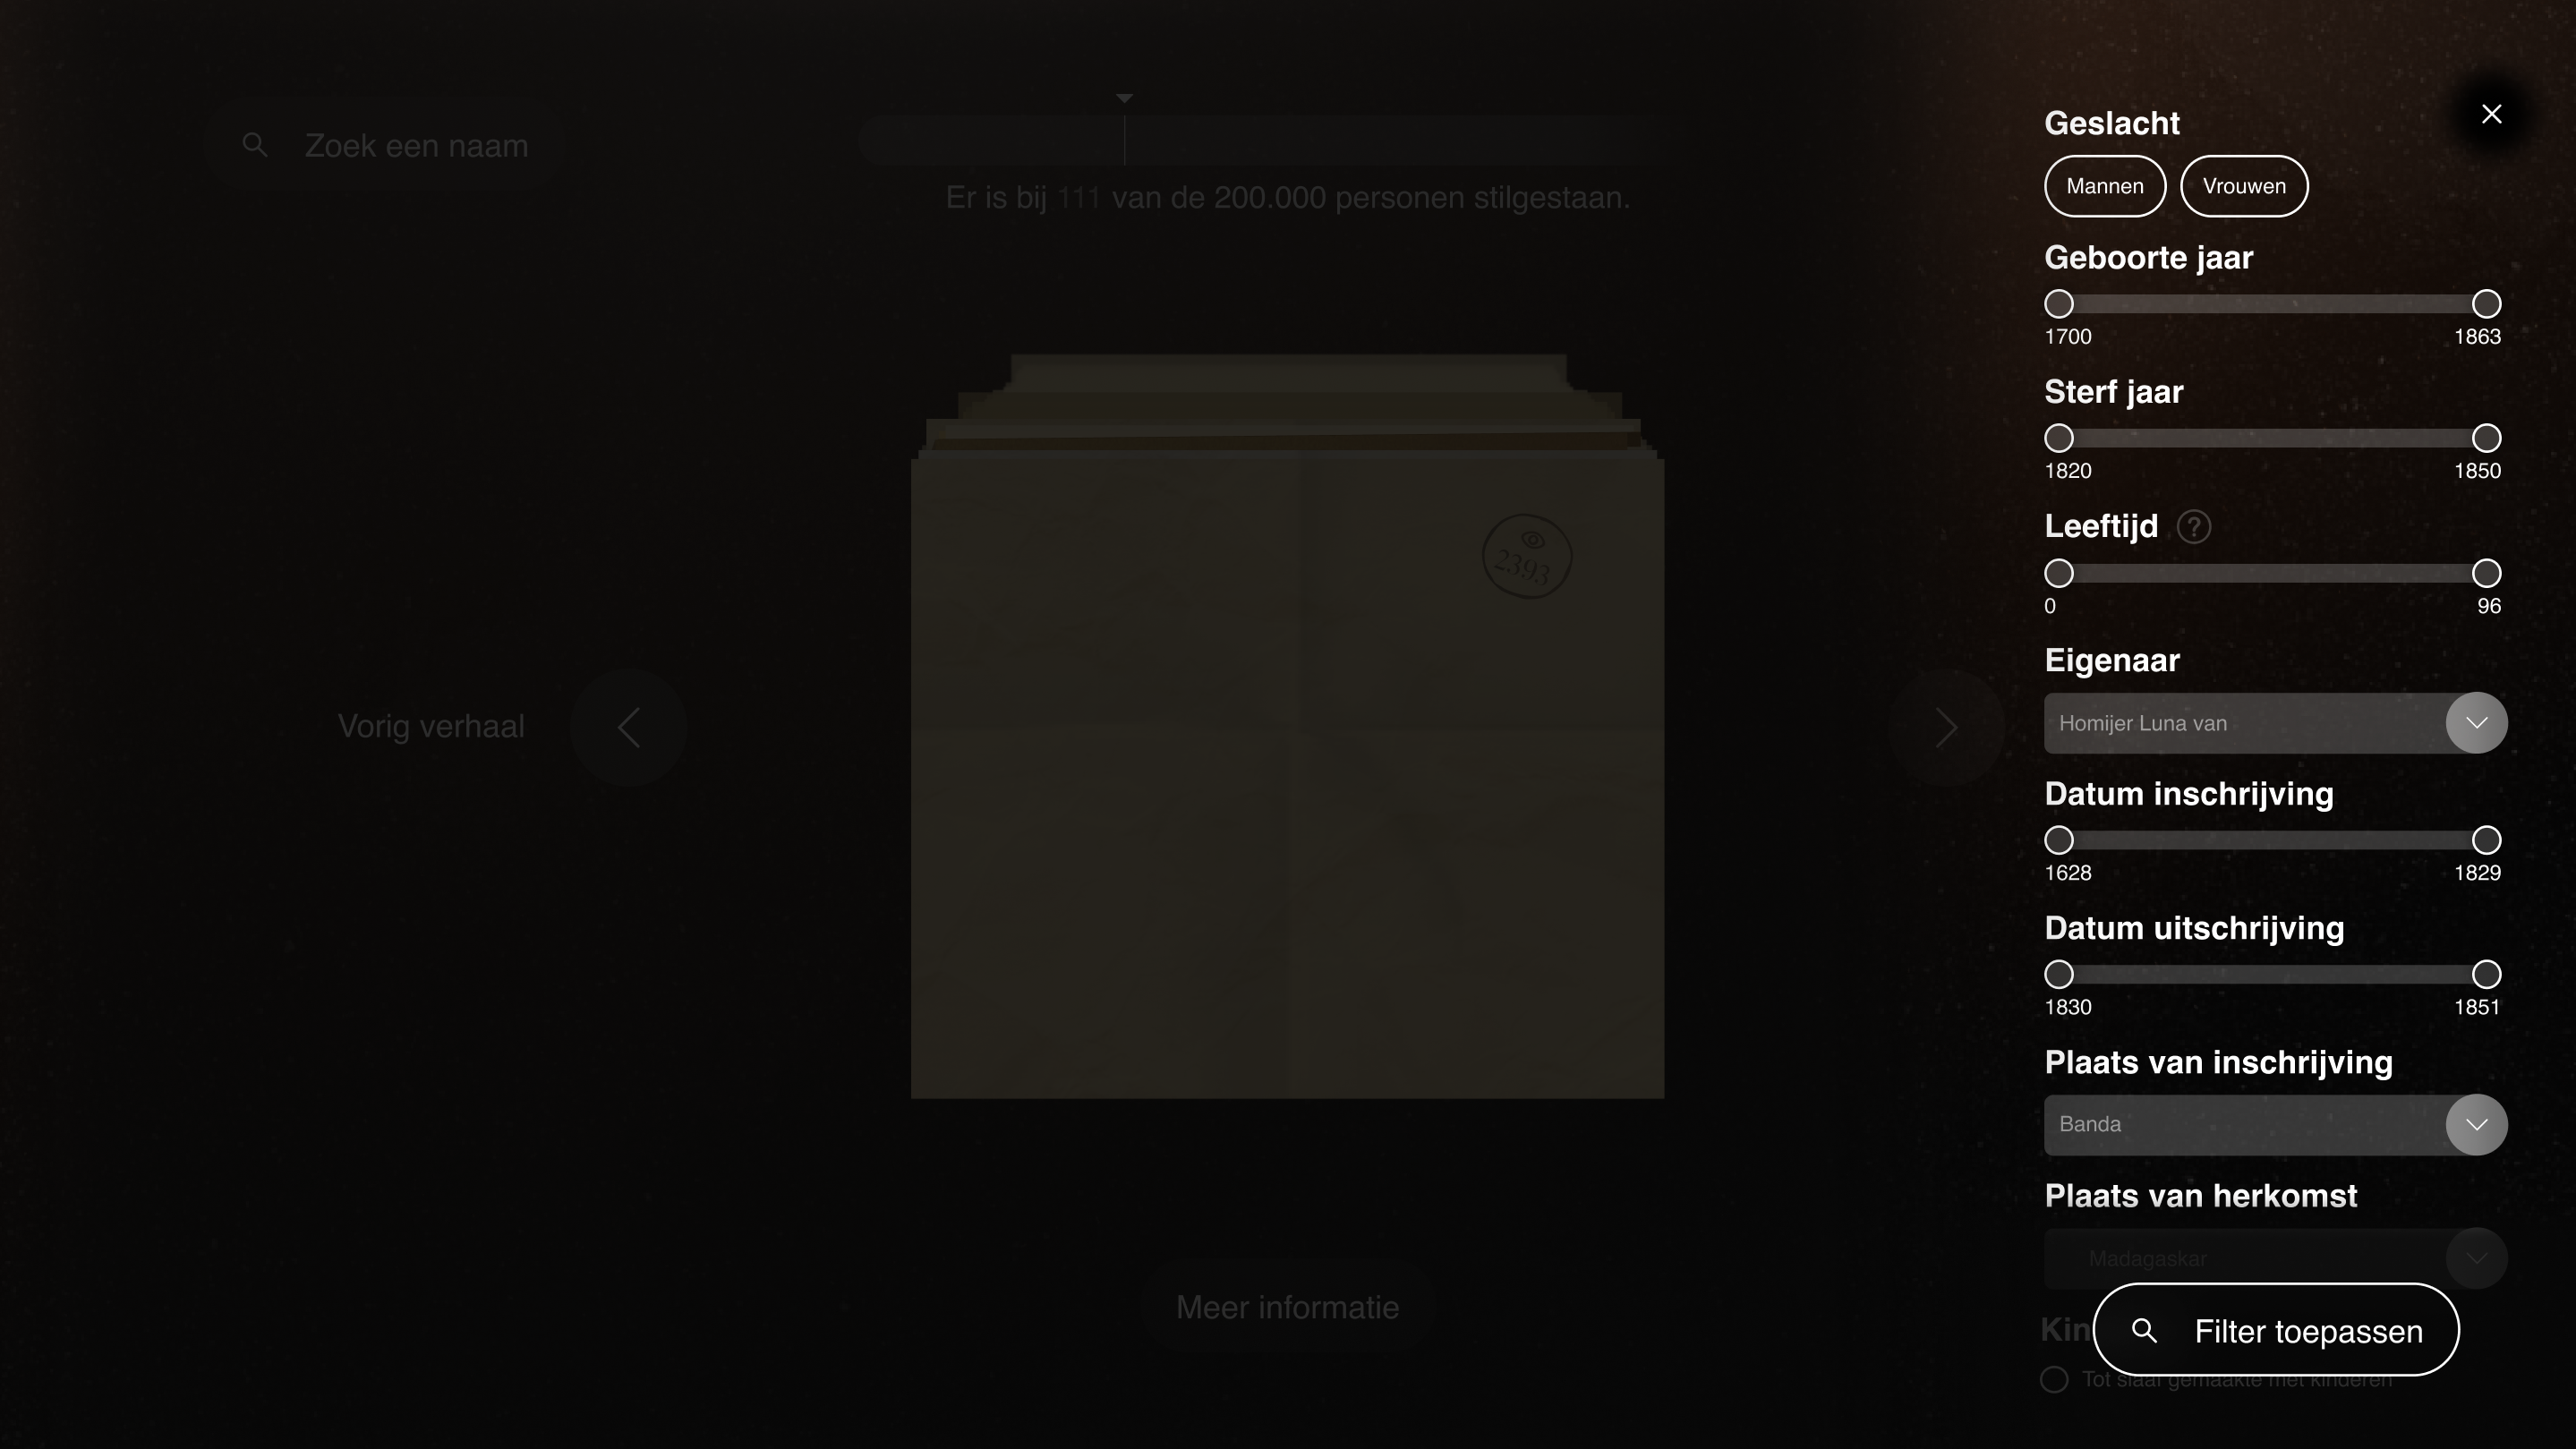 Zoek een naam
Er is bij 111 van de 200.000 personen stilgestaan.
2393
Vorig verhaal
Meer informatie
Geslacht
Mannen Vrouwen
Geboorte jaar
1700 1863
Sterf jaar
1820 1850
Leeftijd ?
0 96
Eigenaar
Homijer Luna van
Datum inschrijving
1628 1829
Datum uitschrijving
1830 1851
Plaats van inschrijving
Banda
Plaats van herkomst
Madagaskar
Kin
Filter toepassen
Tot slaaf gemaakte met kinderen